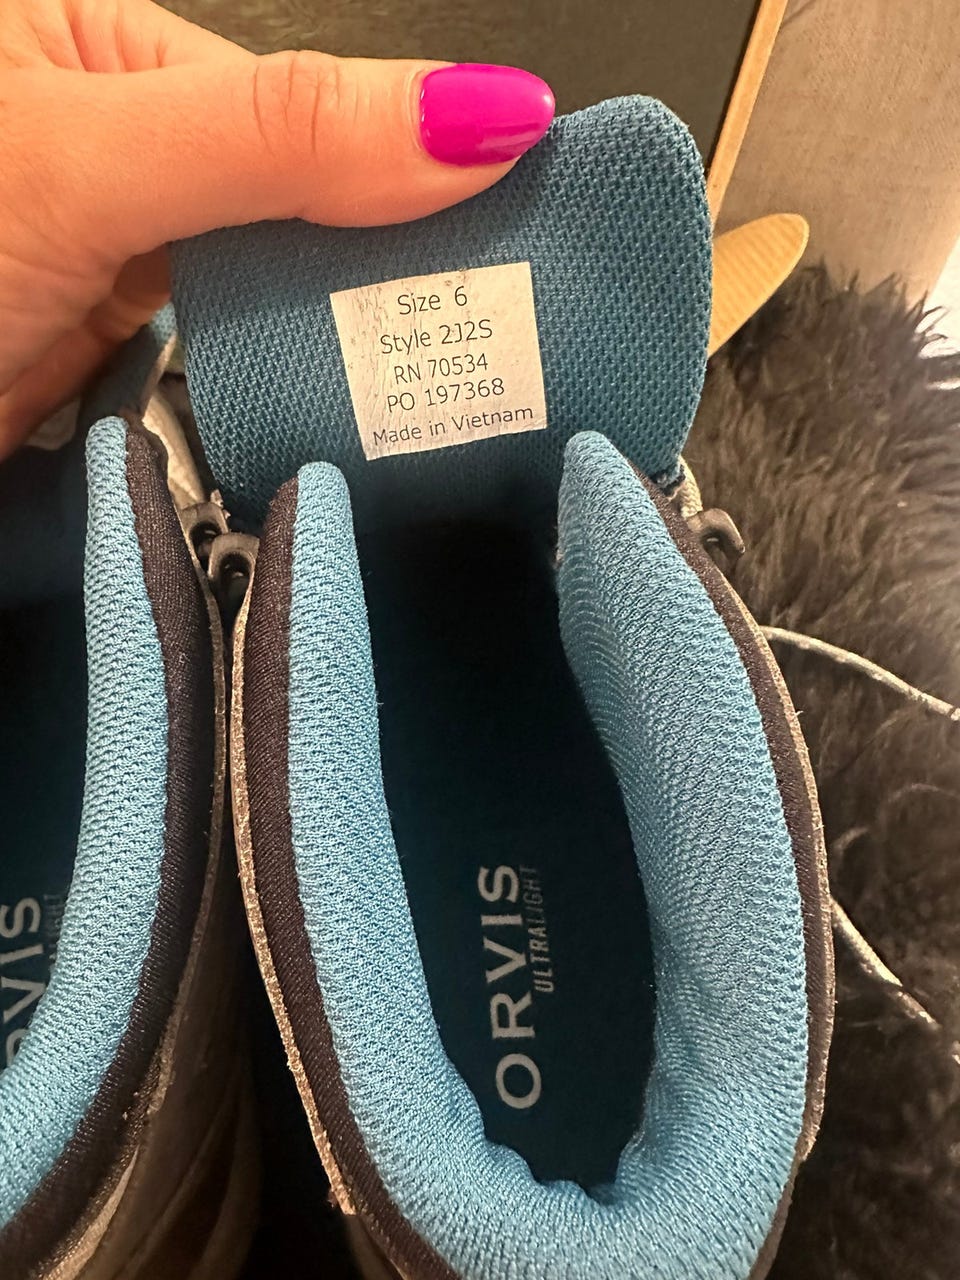 Size 6
Style 2J2S
RN 70534
PO 197368
Made in Vietnam
ORVIS
ULTRALIGHT